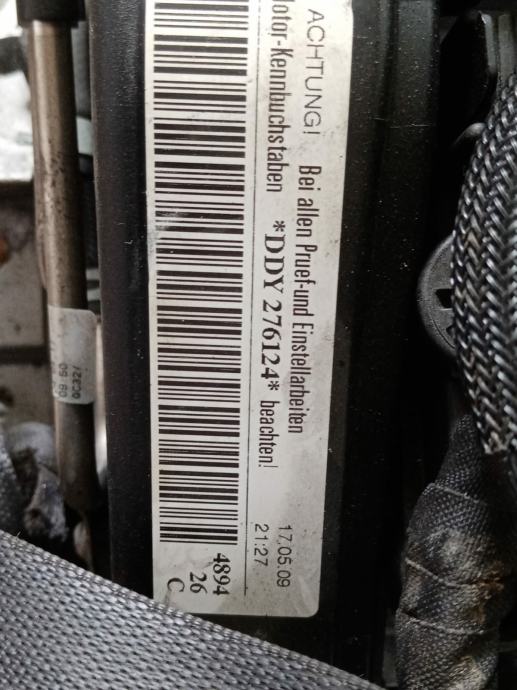 ACHTUNG! Bei allen Pruef-und Einstellarbeiten
Motor-Kennbuchstaben *DDY 276124* beachten!
17.05.09
21:27
4894
26
C